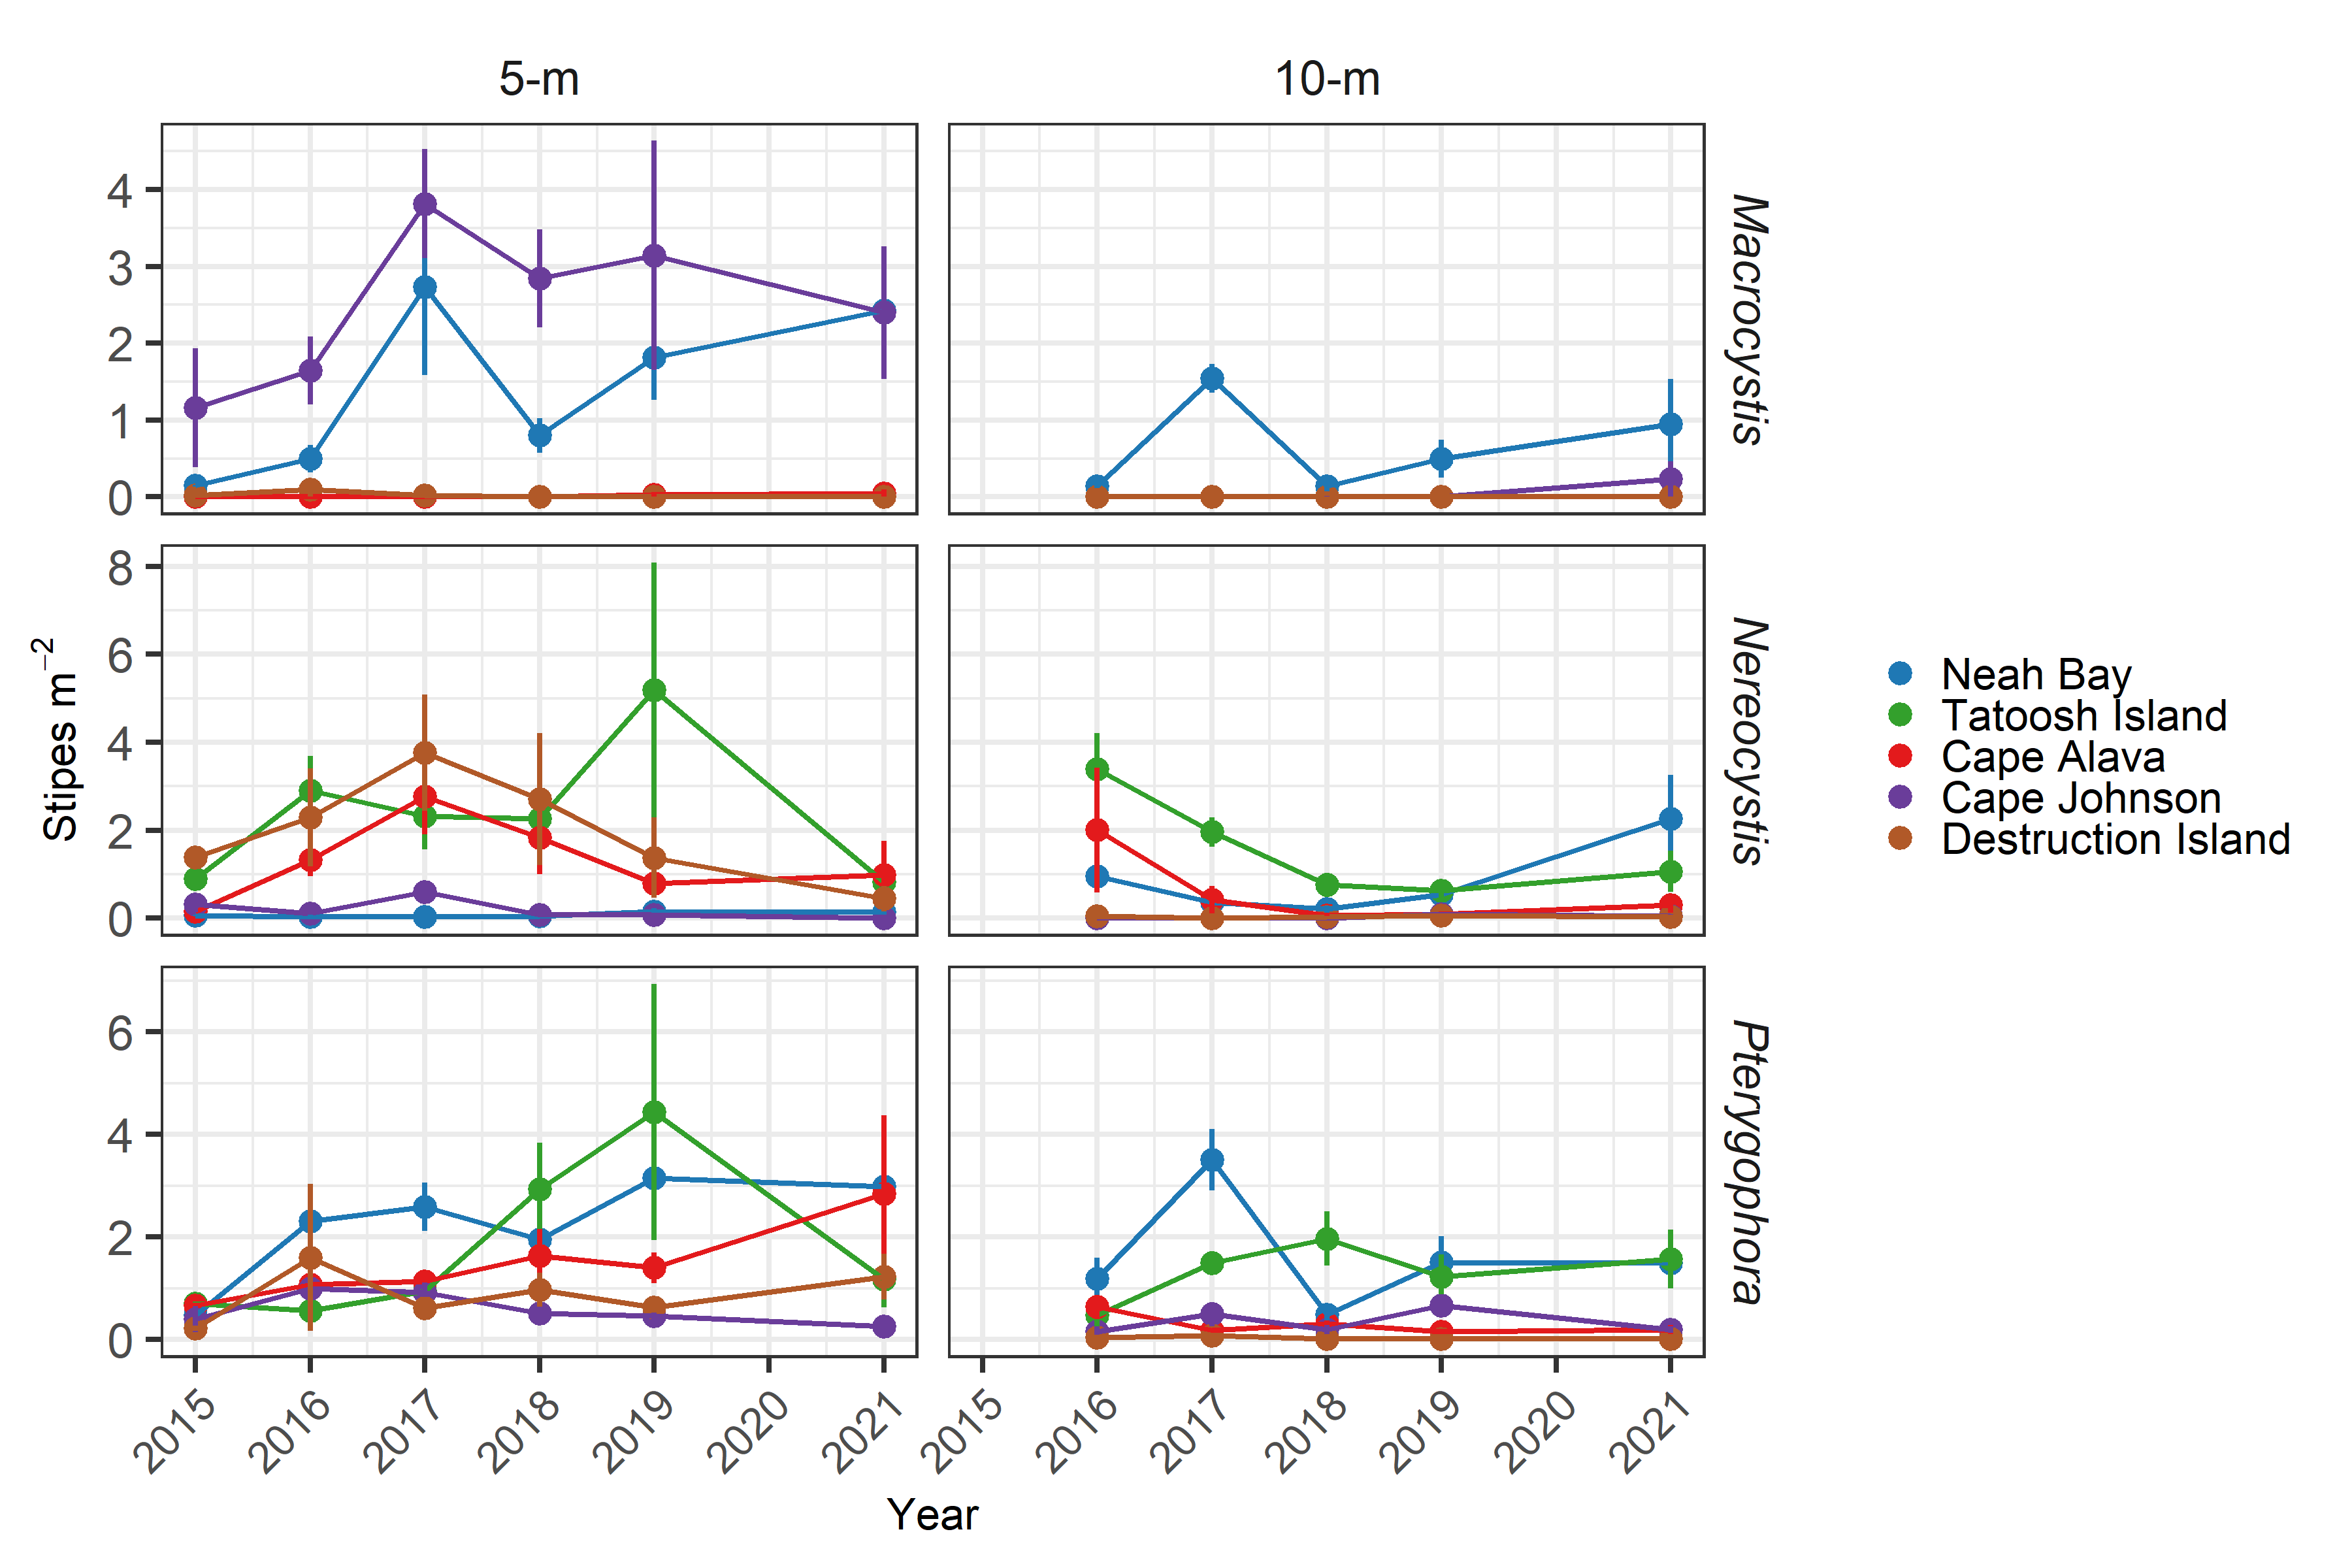 5-m 10-m
4
3
2
1
0
Macrocystis
8
6
4
2
0
Nereocystis
6
4
2
0
Pterygophora
Stipes m⁻²
Neah Bay
Tatoosh Island
Cape Alava
Cape Johnson
Destruction Island
2015 2016 2017 2018 2019 2020 2021 2015 2016 2017 2018 2019 2020 2021
Year